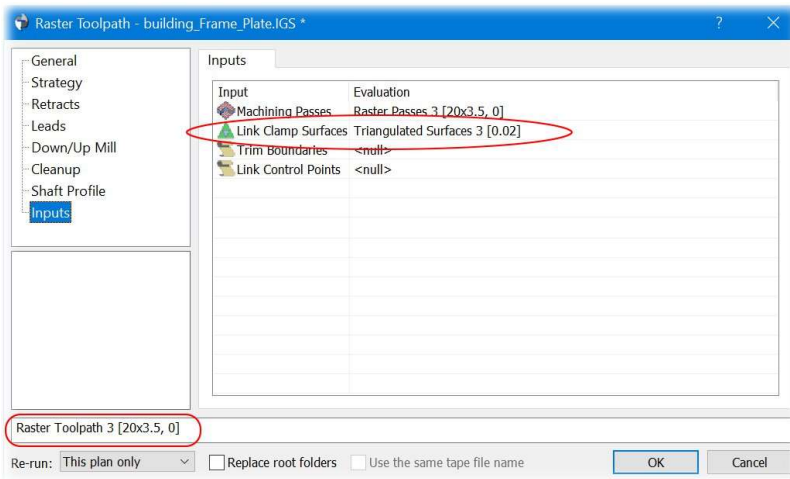 Raster Toolpath - building_Frame_Plate.IGS * ?
General
Strategy
Retracts
Leads
Down/Up Mill
Cleanup
Shaft Profile
Inputs
Inputs
Input Evaluation
Machining Passes Raster Passes 3 [20x3.5, 0]
Link Clamp Surfaces Triangulated Surfaces 3 [0.02]
Trim Boundaries <null>
Link Control Points <null>
Raster Toolpath 3 [20x3.5, 0]
Re-run: This plan only Replace root folders Use the same tape file name OK Cancel